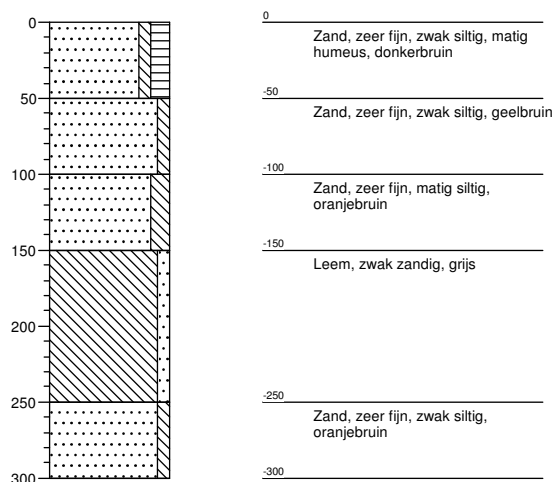 0
50
100
150
200
250
300
0
Zand, zeer fijn, zwak siltig, matig
humeus, donkerbruin
-50
Zand, zeer fijn, zwak siltig, geelbruin
-100
Zand, zeer fijn, matig siltig,
oranjebruin
-150
Leem, zwak zandig, grijs
-250
Zand, zeer fijn, zwak siltig,
oranjebruin
-300